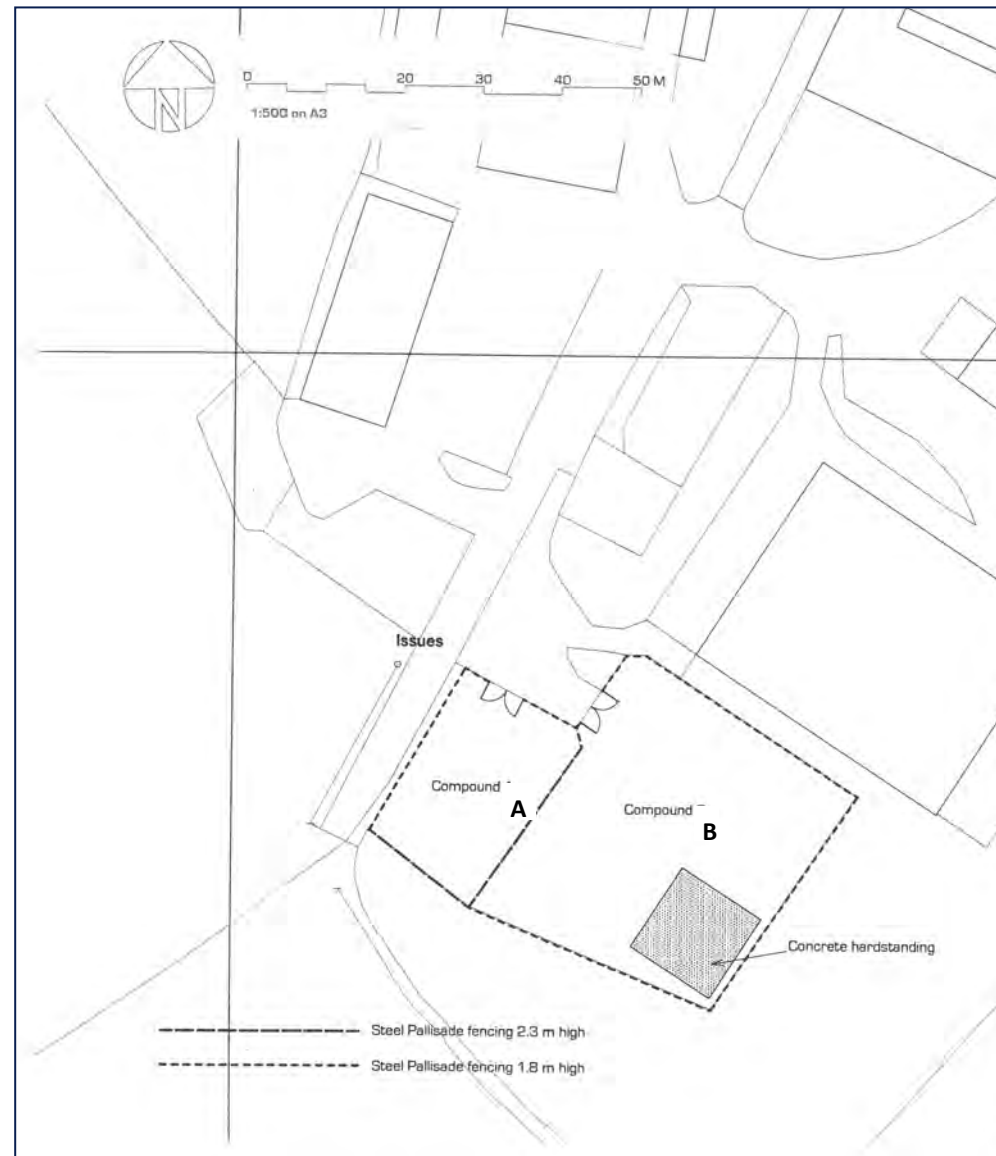 N
0 20 30 40 50 M
1:500 on A3
Issues
Compound
A
Compound
B
Concrete hardstanding
Steel Pallisade fencing 2.3 m high
Steel Pallisade fencing 1.8 m high